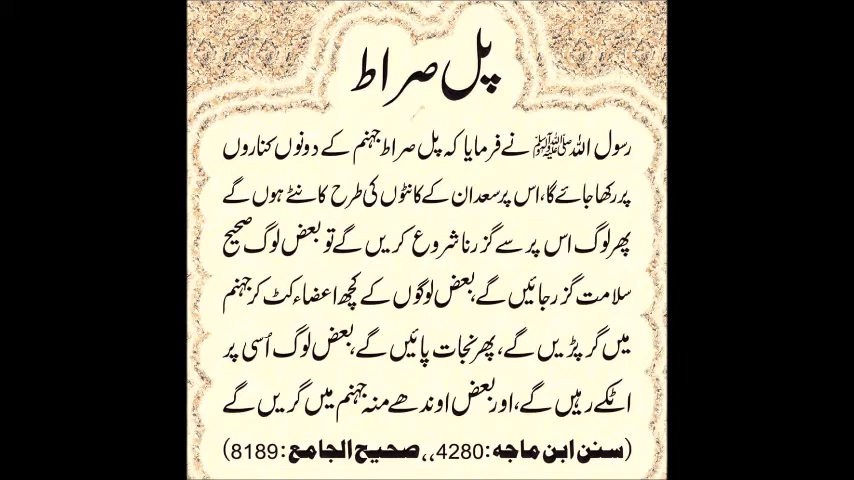 پل صراط
رسول اللہ ﷺ نے فرمایا کہ پل صراط جہنم کے دونوں کناروں
پر رکھا جائے گا، اس پر سعدان کے کانٹوں کی طرح کانٹے ہوں گے
پھر لوگ اس پر سے گزرنا شروع کریں گے تو بعض لوگ صحیح
سلامت گزر جائیں گے، بعض لوگوں کے کچھ اعضاء کٹ کر جہنم
میں گر پڑیں گے، پھر نجات پائیں گے، بعض لوگ اُسی پر
اٹکے رہیں گے، اور بعض اوندھے منہ جہنم میں گریں گے
(سنن ابن ماجه: 4280،، صحيح الجامع: 8189)